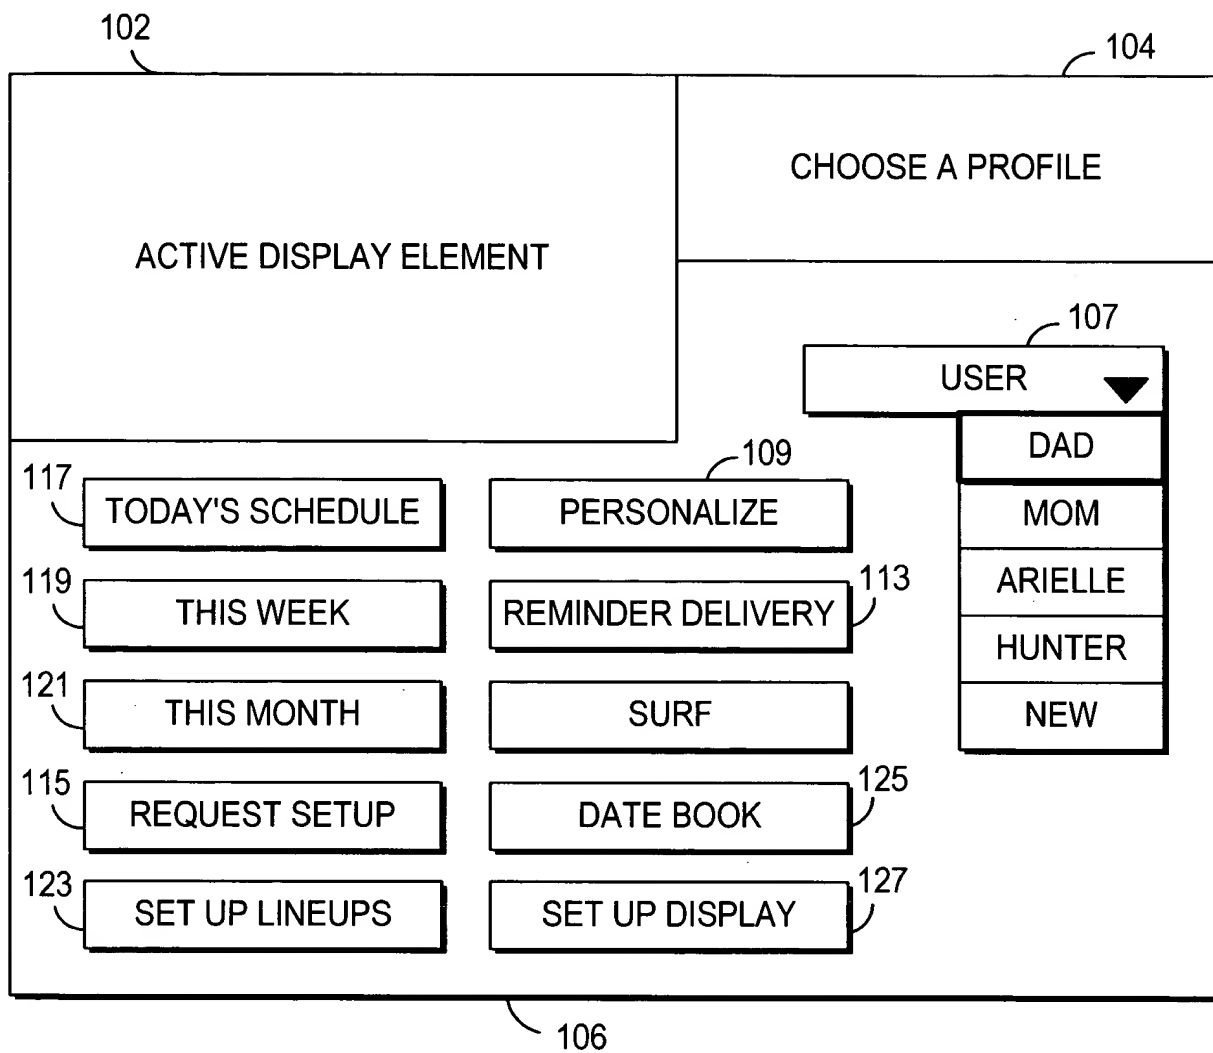 102
104
ACTIVE DISPLAY ELEMENT
CHOOSE A PROFILE
107
USER
DAD
MOM
ARIELLE
HUNTER
NEW
117
TODAY'S SCHEDULE
109
PERSONALIZE
119
THIS WEEK
REMINDER DELIVERY
113
121
THIS MONTH
SURF
115
REQUEST SETUP
DATE BOOK
125
123
SET UP LINEUPS
SET UP DISPLAY
127
106